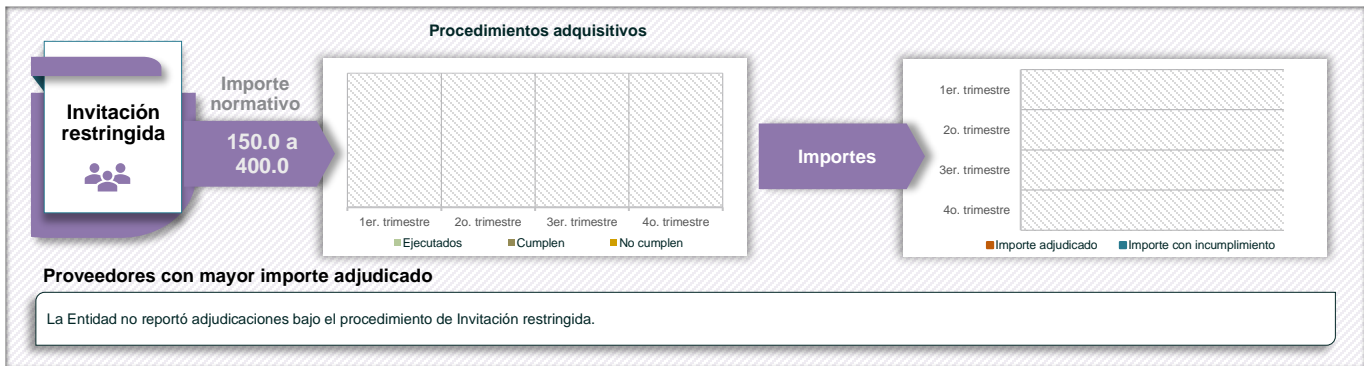 Procedimientos adquisitivos
Invitación
restringida
Importe
normativo
150.0 a
400.0
1er. trimestre
2o. trimestre
3er. trimestre
4o. trimestre
Ejecutados
Cumplen
No cumplen
Importes
1er. trimestre
2o. trimestre
3er. trimestre
4o. trimestre
Importe adjudicado
Importe con incumplimiento
Proveedores con mayor importe adjudicado
La Entidad no reportó adjudicaciones bajo el procedimiento de Invitación restringida.